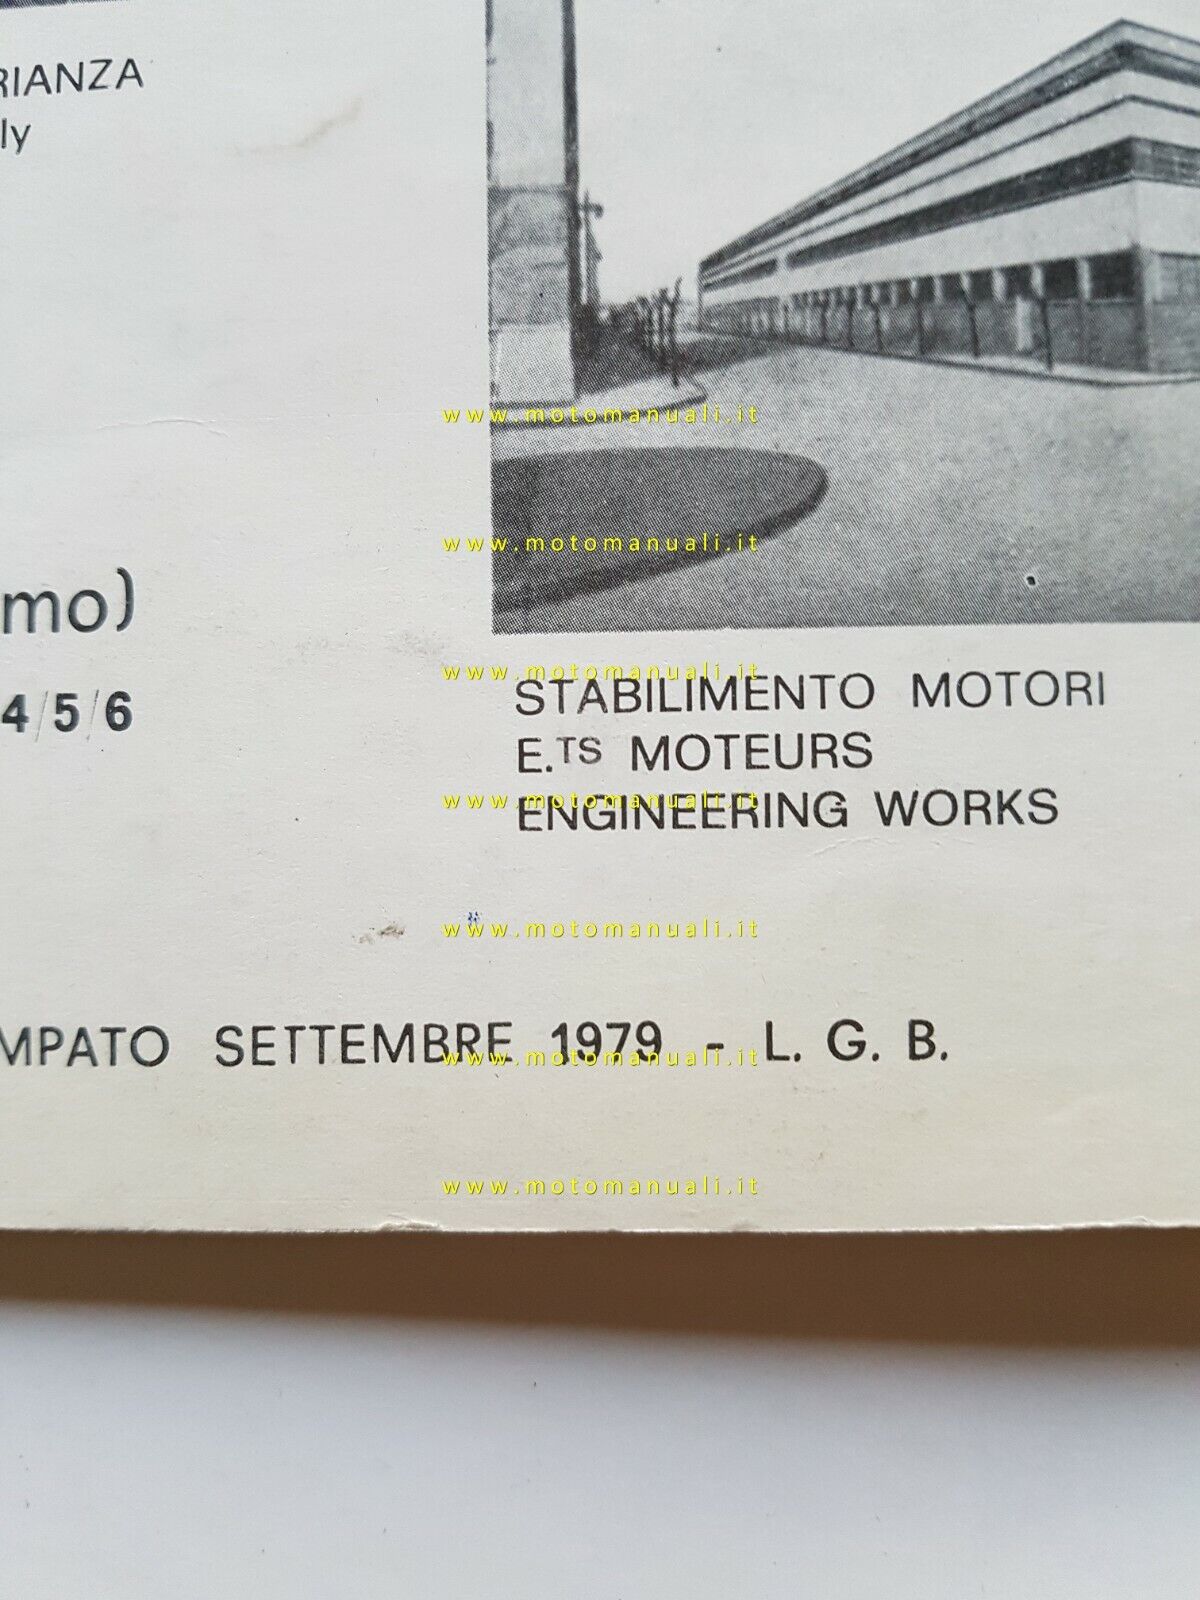 RIANZA
ly
mo)
4/5/6
www.motomanuali.it
www.motomanuali.it
www.motomanuali.it
STABILIMENTO MOTORI
E.TS MOTEURS
www.motomanuali.it
ENGINEERING WORKS
www.motomanuali.it
MPATO SETTEMBRE 1979 - L. G. B.
www.motomanuali.it
www.motomanuali.it